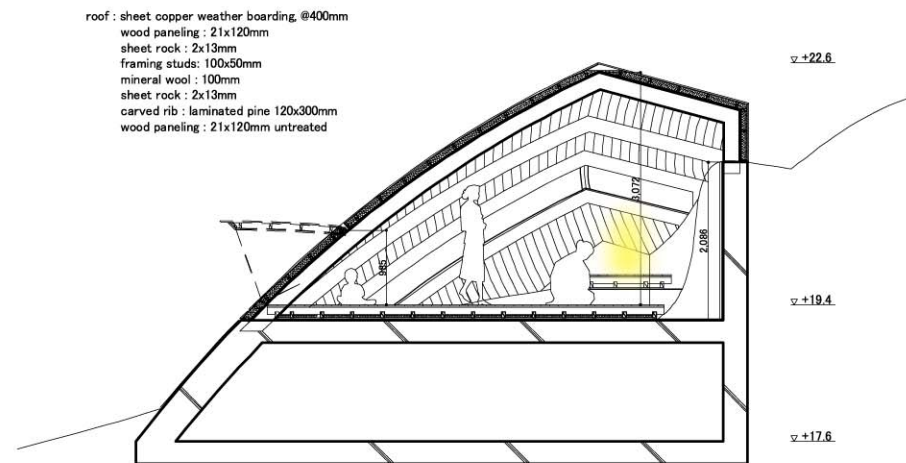 roof : sheet copper weather boarding, @400mm
wood paneling : 21x120mm
sheet rock : 2x13mm
framing studs: 100x50mm
mineral wool : 100mm
sheet rock : 2x13mm
carved rib : laminated pine 120x300mm
wood paneling : 21x120mm untreated
+22.6
3,072
2,086
985
+19.4
+17.6